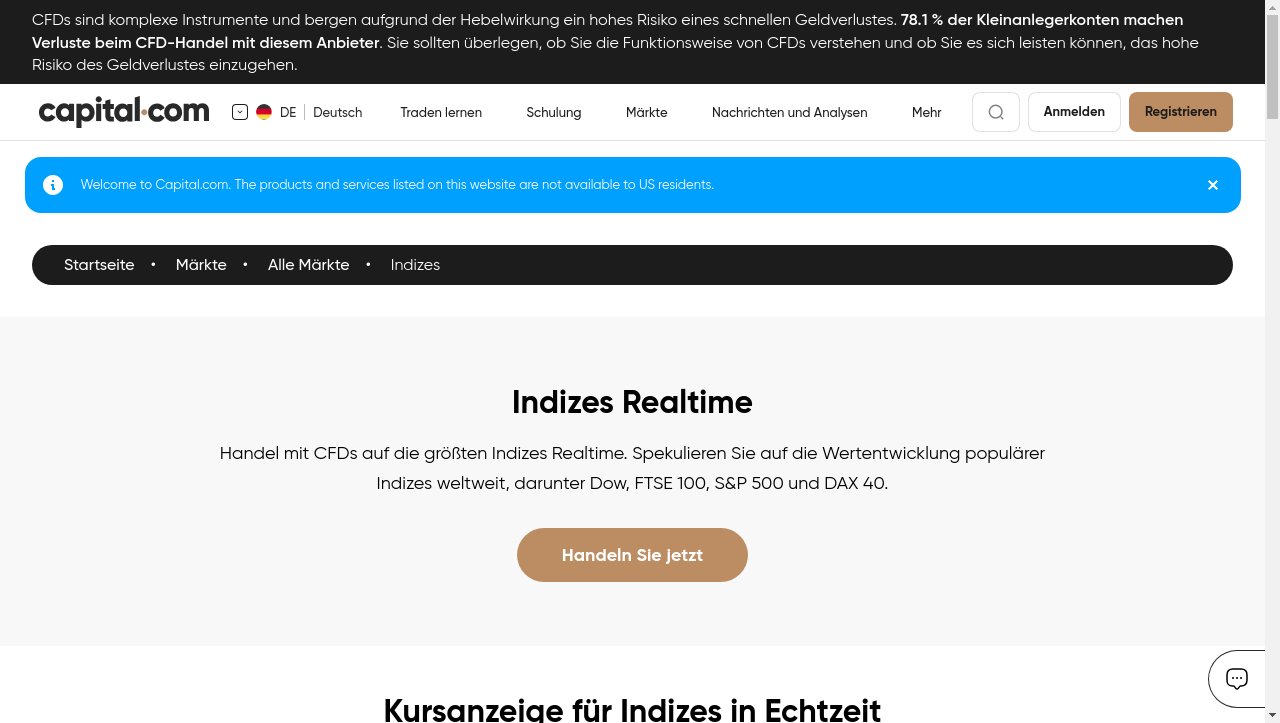 CFDs sind komplexe Instrumente und bergen aufgrund der Hebelwirkung ein hohes Risiko eines schnellen Geldverlustes. 78.1 % der Kleinanlegerkonten machen
Verluste beim CFD-Handel mit diesem Anbieter. Sie sollten überlegen, ob Sie die Funktionsweise von CFDs verstehen und ob Sie es sich leisten können, das hohe
Risiko des Geldverlustes einzugehen.
capital.com DE Deutsch Traden lernen Schulung Märkte Nachrichten und Analysen Mehr Anmelden Registrieren
Welcome to Capital.com. The products and services listed on this website are not available to US residents.
Startseite • Märkte • Alle Märkte • Indizes
Indizes Realtime
Handel mit CFDs auf die größten Indizes Realtime. Spekulieren Sie auf die Wertentwicklung populärer
Indizes weltweit, darunter Dow, FTSE 100, S&P 500 und DAX 40.
Handeln Sie jetzt
Kursanzeige für Indizes in Echtzeit